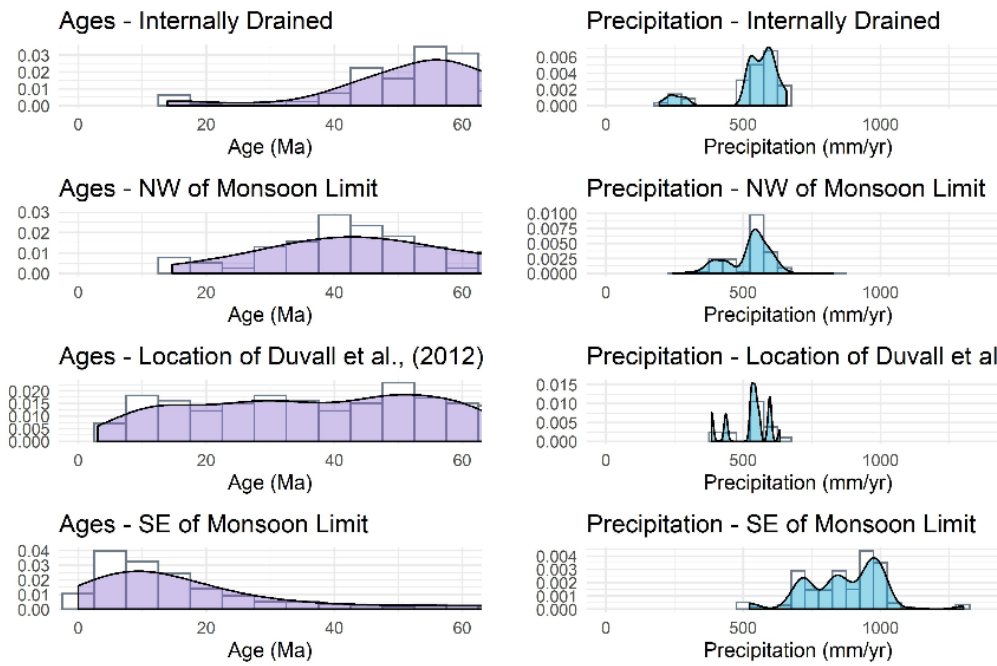 Ages - Internally Drained
0.03
0.02
0.01
0.00
0 20 40 60
Age (Ma)
Precipitation - Internally Drained
0.006
0.004
0.002
0.000
0 500 1000
Precipitation (mm/yr)
Ages - NW of Monsoon Limit
0.03
0.02
0.01
0.00
0 20 40 60
Age (Ma)
Precipitation - NW of Monsoon Limit
0.0100
0.0075
0.0050
0.0025
0.0000
0 500 1000
Precipitation (mm/yr)
Ages - Location of Duvall et al., (2012)
0.020
0.015
0.010
0.005
0.000
0 20 40 60
Age (Ma)
Precipitation - Location of Duvall et al
0.015
0.010
0.005
0.000
0 500 1000
Precipitation (mm/yr)
Ages - SE of Monsoon Limit
0.04
0.03
0.02
0.01
0.00
0 20 40 60
Age (Ma)
Precipitation - SE of Monsoon Limit
0.004
0.003
0.002
0.001
0.000
0 500 1000
Precipitation (mm/yr)